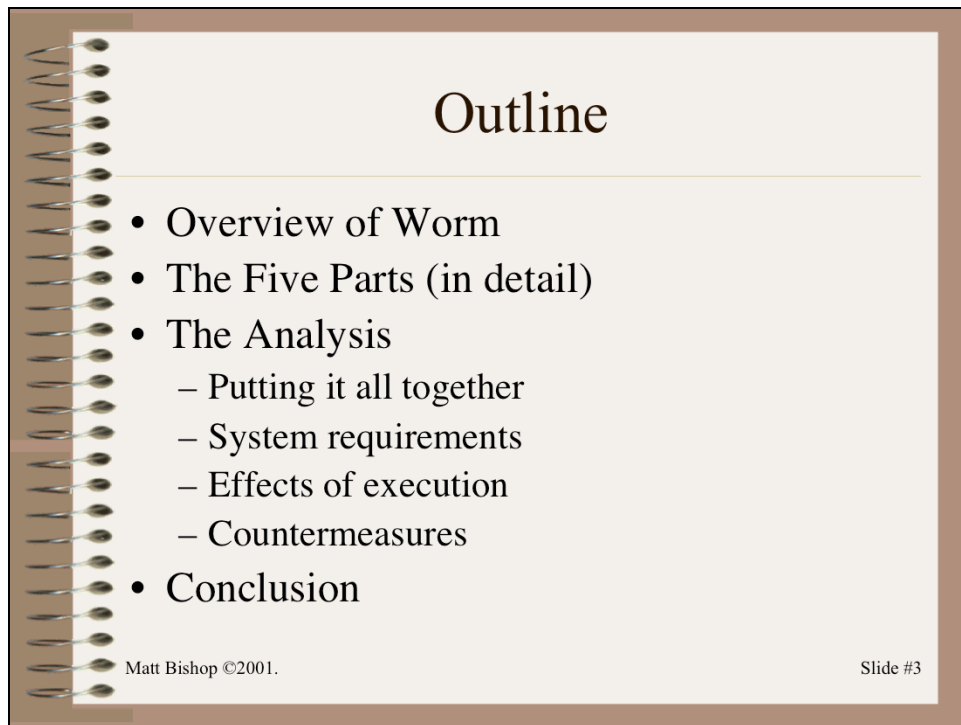 Outline
• Overview of Worm
• The Five Parts (in detail)
• The Analysis
– Putting it all together
– System requirements
– Effects of execution
– Countermeasures
• Conclusion
Matt Bishop ©2001.
Slide #3